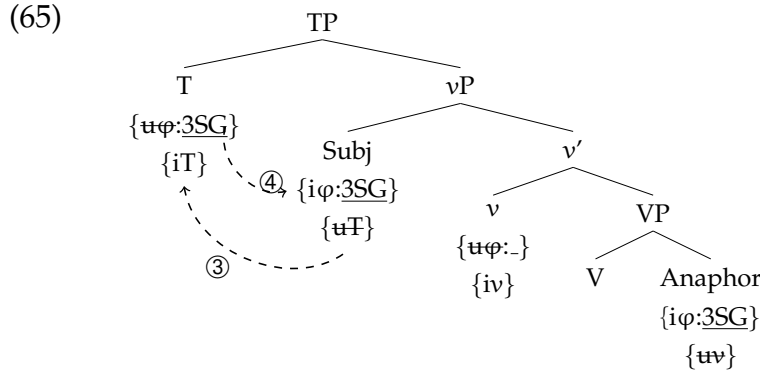 (65)
TP
T
vP
{uφ:3SG}
{iT}
Subj
v'
④
{iφ:3SG}
{uT}
v
VP
③
{uφ:_}
{iv}
V
Anaphor
{iφ:3SG}
{uv}